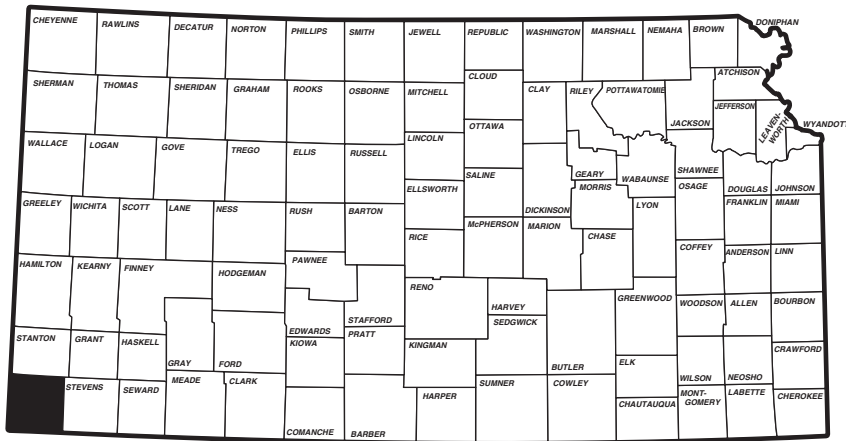 CHEYENNE
RAWLINS
DECATUR
NORTON
PHILLIPS
SMITH
JEWELL
REPUBLIC
WASHINGTON
MARSHALL
NEMAHA
BROWN
DONIPHAN
SHERMAN
THOMAS
SHERIDAN
GRAHAM
ROOKS
OSBORNE
MITCHELL
CLOUD
CLAY
RILEY
POTTAWATOMIE
JACKSON
ATCHISON
JEFFERSON
LEAVEN-
WORTH
WYANDOTT
WALLACE
LOGAN
GOVE
TREGO
ELLIS
RUSSELL
LINCOLN
OTTAWA
SALINE
ELLSWORTH
DICKINSON
GEARY
MORRIS
WABAUNSE
SHAWNEE
OSAGE
DOUGLAS
JOHNSON
GREELEY
WICHITA
SCOTT
LANE
NESS
RUSH
BARTON
RICE
McPHERSON
MARION
CHASE
LYON
FRANKLIN
MIAMI
COFFEY
ANDERSON
LINN
HAMILTON
KEARNY
FINNEY
HODGEMAN
PAWNEE
STAFFORD
EDWARDS
RENO
HARVEY
SEDGWICK
BUTLER
GREENWOOD
WOODSON
ALLEN
BOURBON
STANTON
GRANT
HASKELL
GRAY
FORD
KIOWA
PRATT
KINGMAN
ELK
WILSON
NEOSHO
CRAWFORD
STEVENS
SEWARD
MEADE
CLARK
COMANCHE
BARBER
HARPER
SUMNER
COWLEY
CHAUTAUQUA
MONT-
GOMERY
LABETTE
CHEROKEE